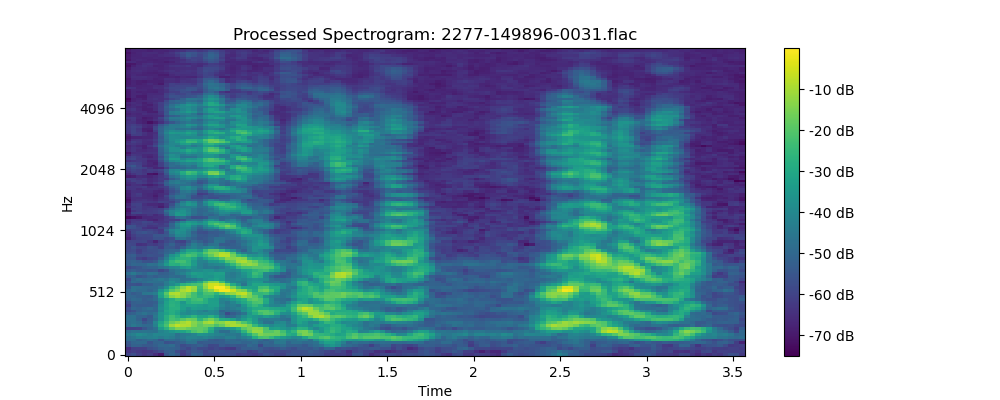 Processed Spectrogram: 2277-149896-0031.flac
Hz
4096
2048
1024
512
0
0 0.5 1 1.5 2 2.5 3 3.5
Time
-10 dB
-20 dB
-30 dB
-40 dB
-50 dB
-60 dB
-70 dB